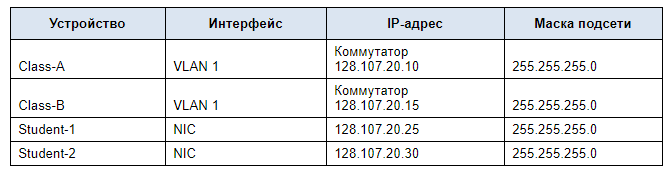 Устройство Интерфейс IP-адрес Маска подсети
Коммутатор
Class-A VLAN 1 128.107.20.10 255.255.255.0
Коммутатор
Class-B VLAN 1 128.107.20.15 255.255.255.0
Student-1 NIC 128.107.20.25 255.255.255.0
Student-2 NIC 128.107.20.30 255.255.255.0